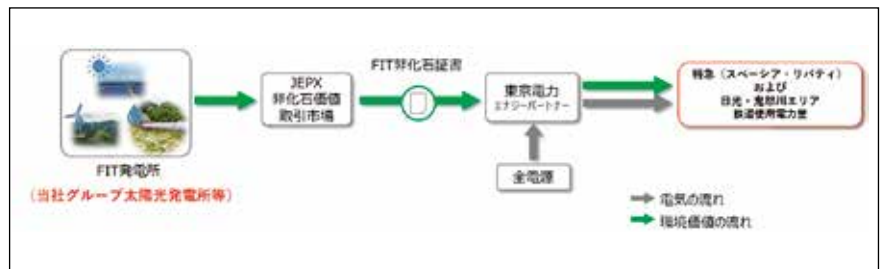 FIT発電所
(当社グループ太陽光発電所等)
JEPX
非化石価値
取引市場
FIT非化石証書
東京電力
エナジーパートナー
全電源
特急(スペーシア・リバティ)
および
日光・鬼怒川エリア
鉄道使用電力量
電気の流れ
環境価値の流れ